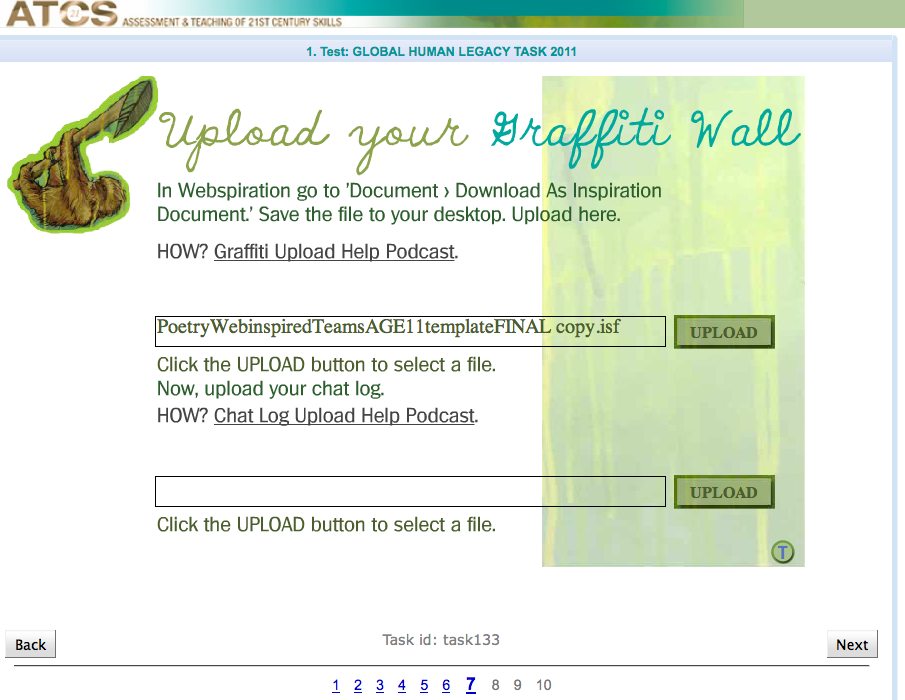 ATCS ASSESSMENT & TEACHING OF 21ST CENTURY SKILLS
1. Test: GLOBAL HUMAN LEGACY TASK 2011
Upload your Graffiti Wall
In Webspiration go to 'Document › Download As Inspiration
Document.' Save the file to your desktop. Upload here.
HOW? Graffiti Upload Help Podcast.
PoetryWebinspiredTeamsAGE11templateFINAL copy.isf UPLOAD
Click the UPLOAD button to select a file.
Now, upload your chat log.
HOW? Chat Log Upload Help Podcast.
UPLOAD
Click the UPLOAD button to select a file.
T
Back Task id: task133 Next
1 2 3 4 5 6 7 8 9 10